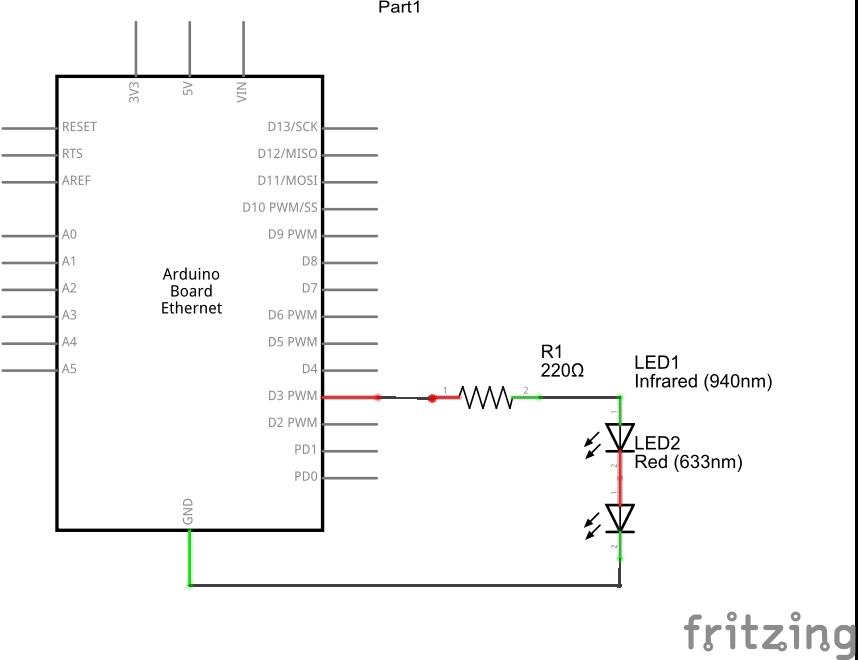 Part1
3V3
5V
VIN
RESET
RTS
AREF
A0
A1
A2
A3
A4
A5
Arduino
Board
Ethernet
D13/SCK
D12/MISO
D11/MOSI
D10 PWM/SS
D9 PWM
D8
D7
D6 PWM
D5 PWM
D4
D3 PWM
D2 PWM
PD1
PD0
GND
R1
220Ω
1
2
LED1
Infrared (940nm)
1
2
LED2
Red (633nm)
1
2
fritzing